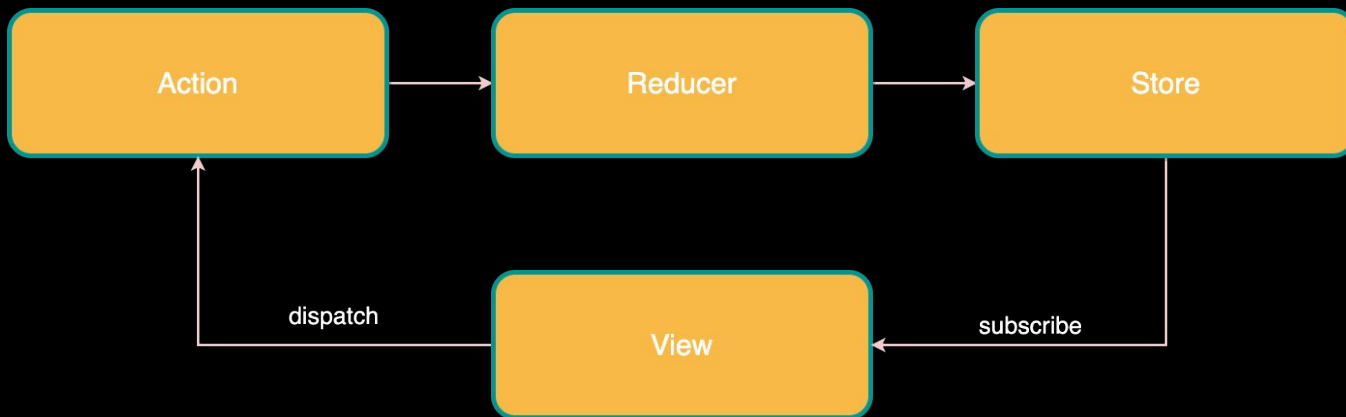 Action
Reducer
Store
dispatch
View
subscribe